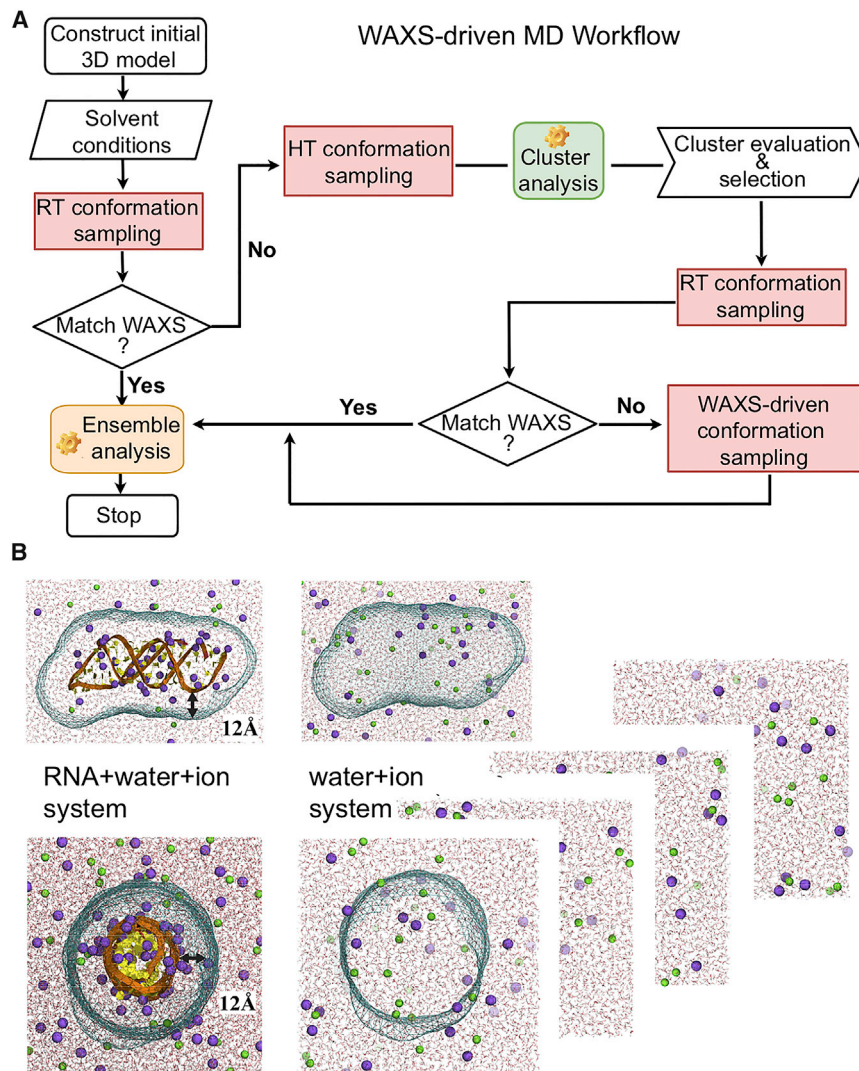 A
WAXS-driven MD Workflow
Construct initial
3D model
Solvent
conditions
RT conformation
sampling
Match WAXS
?
No
Yes
Ensemble
analysis
Stop
HT conformation
sampling
Cluster
analysis
Cluster evaluation
&
selection
RT conformation
sampling
Match WAXS
?
Yes
No
WAXS-driven
conformation
sampling
B
12Å
RNA+water+ion
system
water+ion
system
12Å